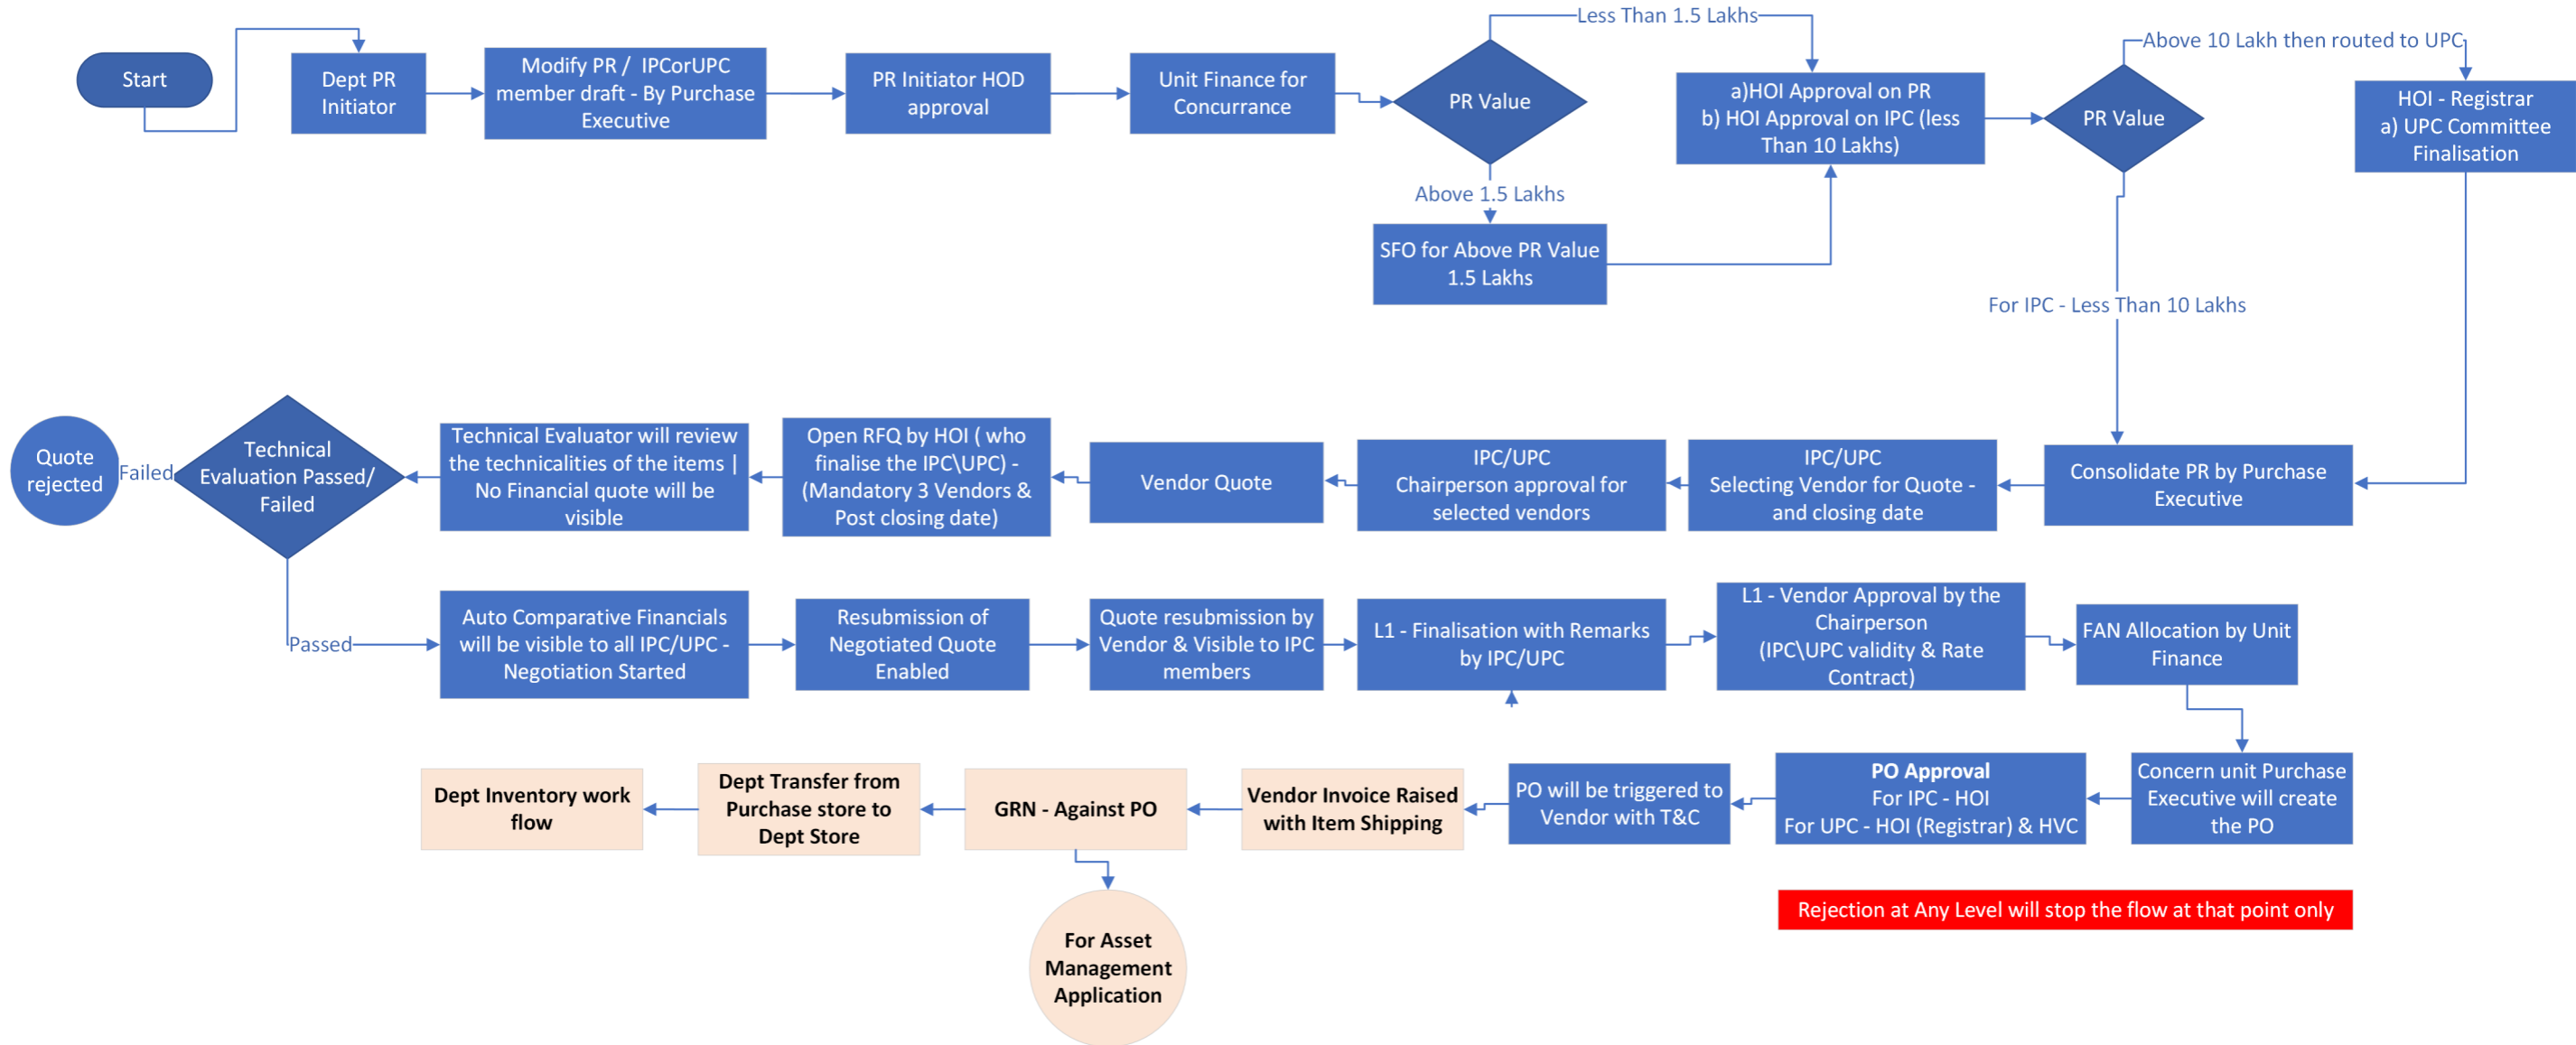 Start
Dept PR
Initiator
Modify PR / IPCorUPC
member draft - By Purchase
Executive
PR Initiator HOD
approval
Unit Finance for
Concurrance
PR Value
Less Than 1.5 Lakhs
Above 1.5 Lakhs
SFO for Above PR Value
1.5 Lakhs
a)HOI Approval on PR
b) HOI Approval on IPC (less
Than 10 Lakhs)
PR Value
Above 10 Lakh then routed to UPC
HOI - Registrar
a) UPC Committee
Finalisation
For IPC - Less Than 10 Lakhs
Consolidate PR by Purchase
Executive
IPC/UPC
Selecting Vendor for Quote -
and closing date
IPC/UPC
Chairperson approval for
selected vendors
Vendor Quote
Open RFQ by HOI ( who
finalise the IPC\UPC) -
(Mandatory 3 Vendors &
Post closing date)
Technical Evaluator will review
the technicalities of the items |
No Financial quote will be
visible
Technical
Evaluation Passed/
Failed
Failed
Quote
rejected
Passed
Auto Comparative Financials
will be visible to all IPC/UPC -
Negotiation Started
Resubmission of
Negotiated Quote
Enabled
Quote resubmission by
Vendor & Visible to IPC
members
L1 - Finalisation with Remarks
by IPC/UPC
L1 - Vendor Approval by the
Chairperson
(IPC\UPC validity & Rate
Contract)
FAN Allocation by Unit
Finance
Concern unit Purchase
Executive will create
the PO
PO Approval
For IPC - HOI
For UPC - HOI (Registrar) & HVC
PO will be triggered to
Vendor with T&C
Vendor Invoice Raised
with Item Shipping
GRN - Against PO
Dept Transfer from
Purchase store to
Dept Store
Dept Inventory work
flow
For Asset
Management
Application
Rejection at Any Level will stop the flow at that point only